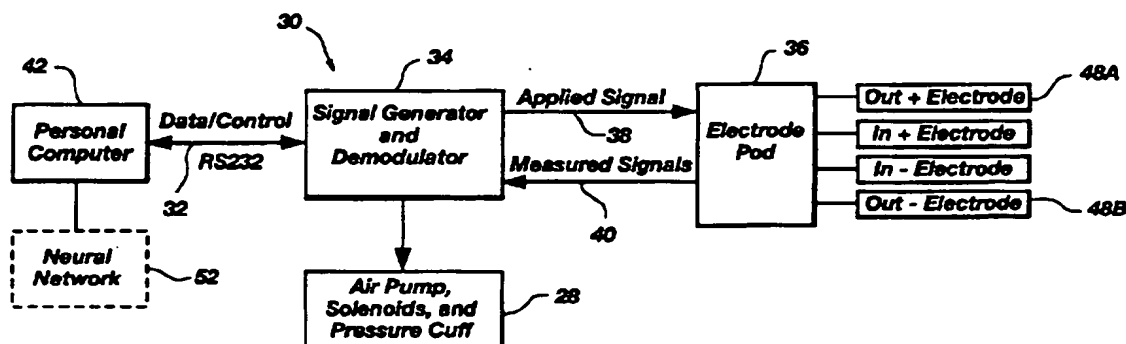 30
42
34
36
48A
Personal
Computer
Data/Control
RS232
32
Signal Generator
and
Demodulator
Applied Signal
38
Measured Signals
40
Electrode
Pod
Out + Electrode
In + Electrode
In - Electrode
Out - Electrode
48B
Neural
Network
52
Air Pump,
Solenoids, and
Pressure Cuff
28